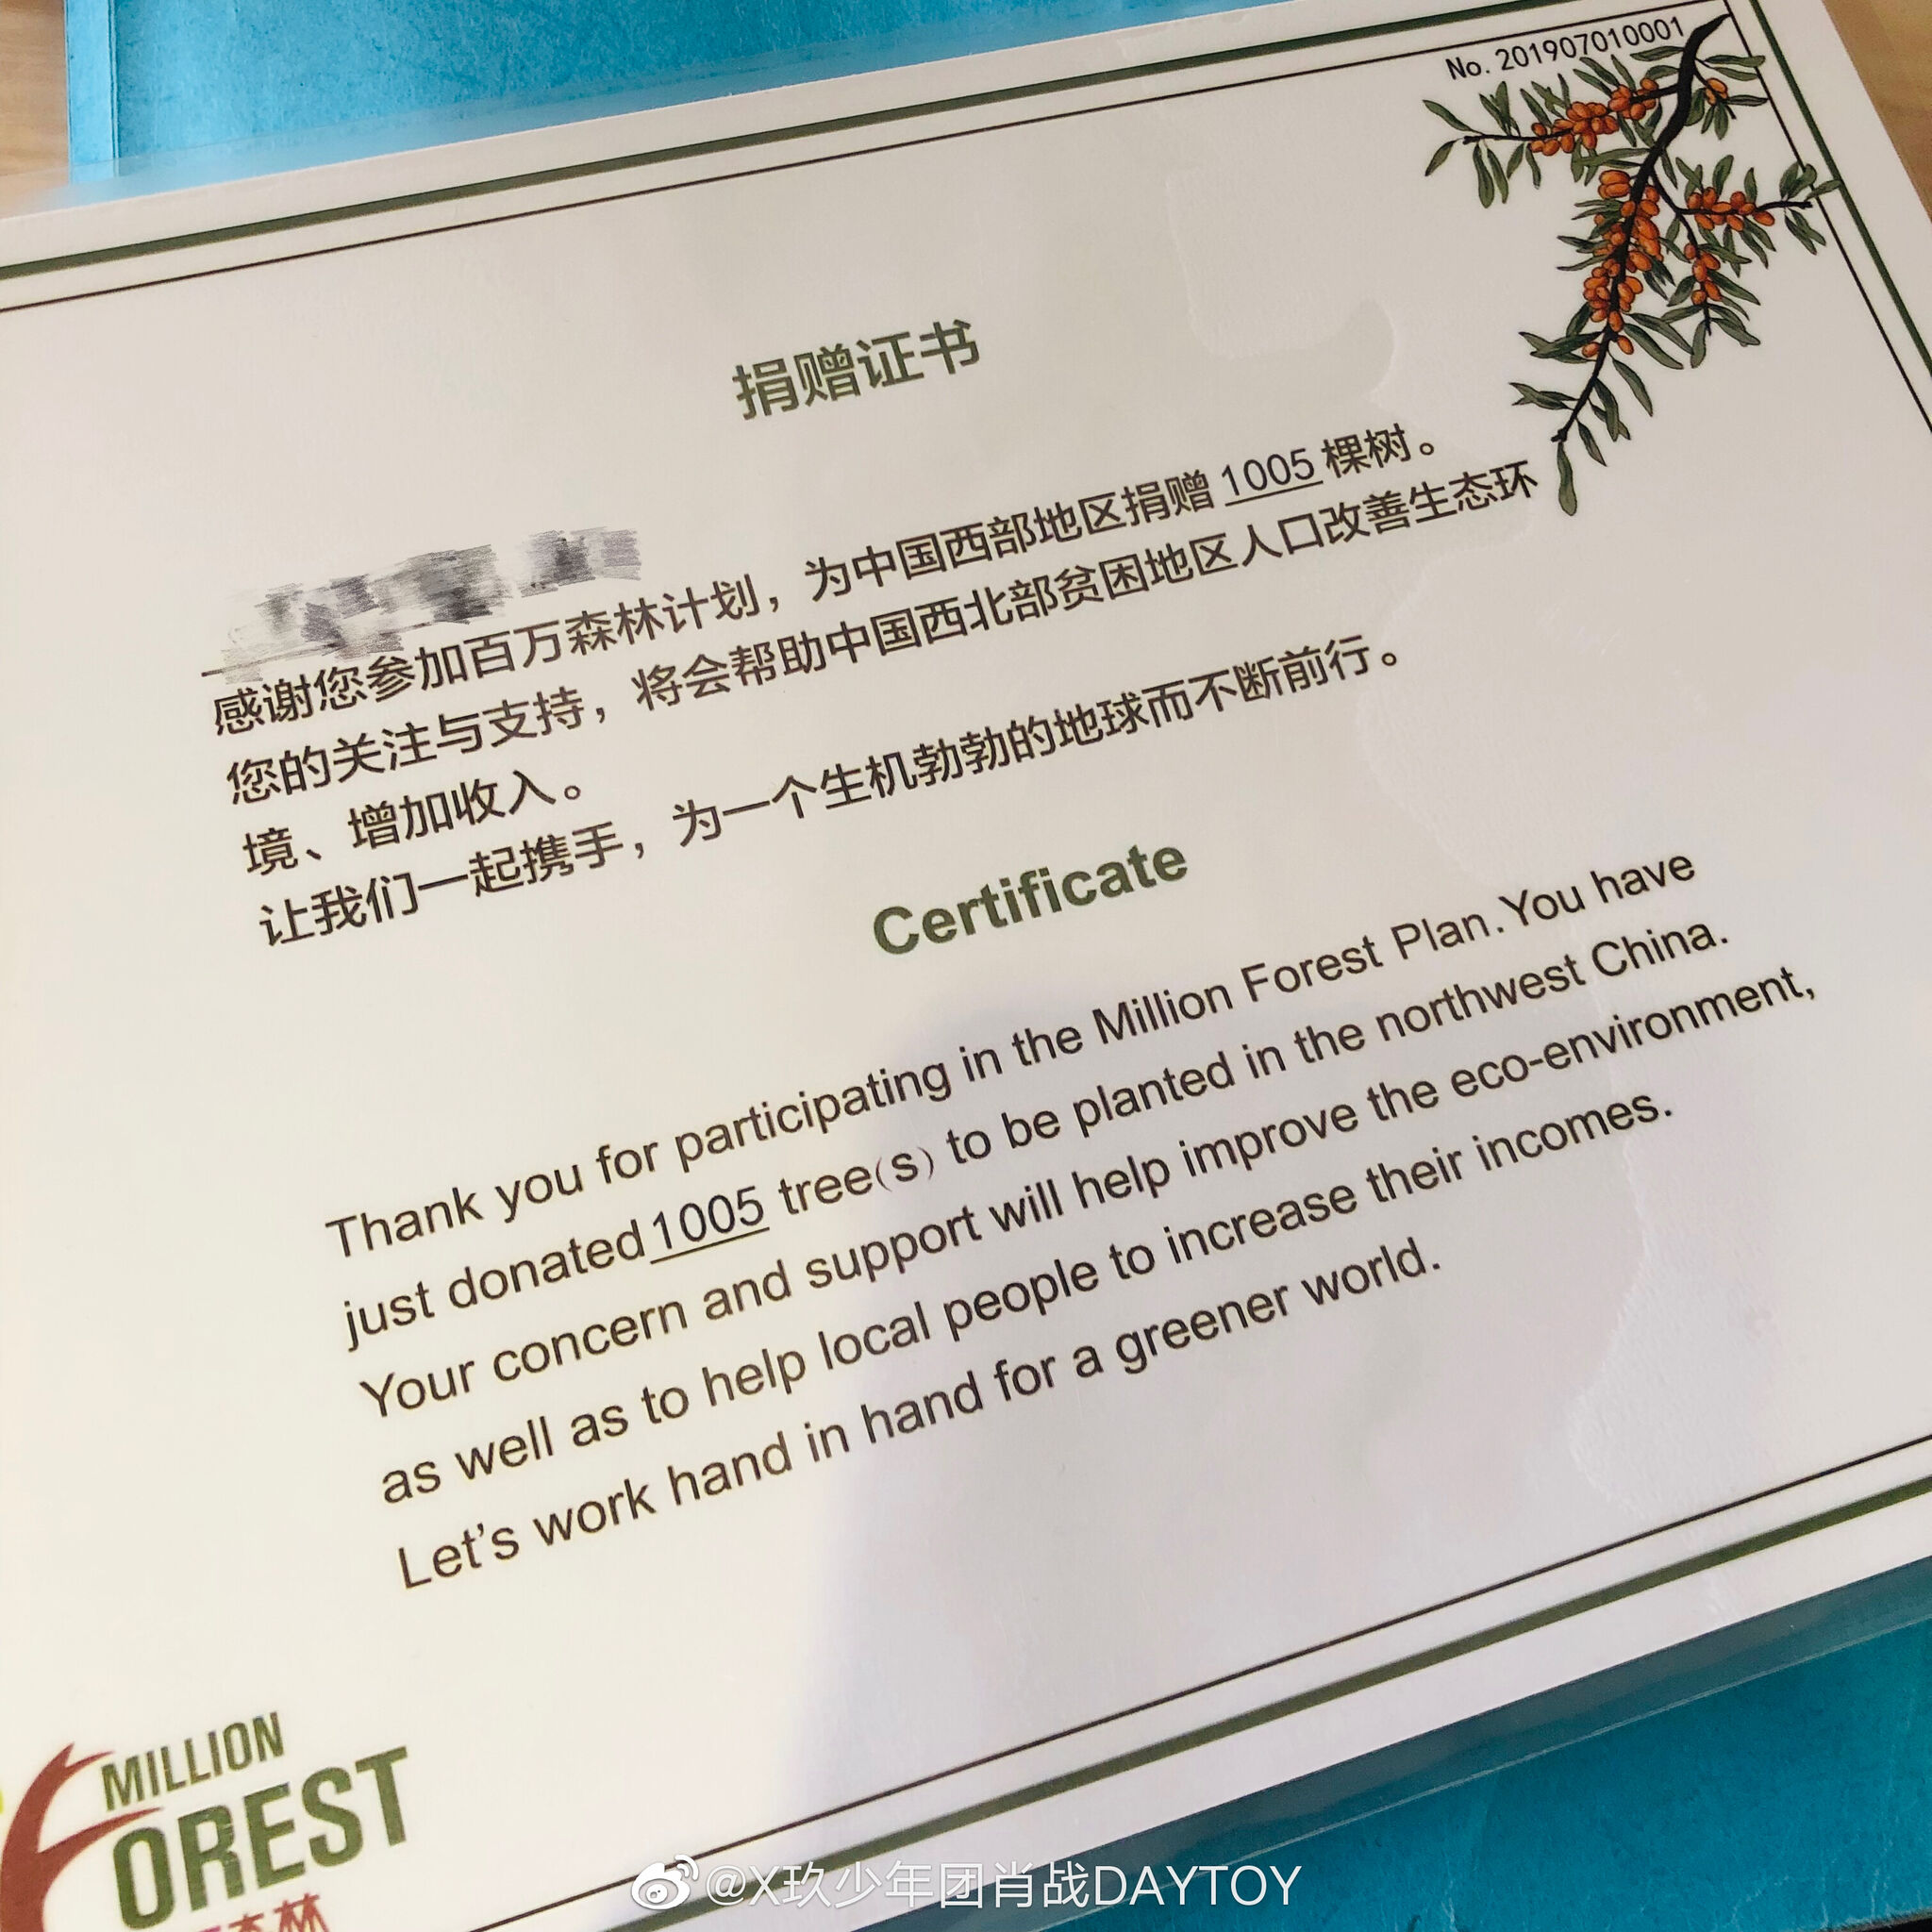 No. 201907010001
捐赠证书
感谢您参加百万森林计划，为中国西部地区捐赠 1005 棵树。
您的关注与支持，将会帮助中国西北部贫困地区人口改善生态环
境、增加收入。
让我们一起携手，为一个生机勃勃的地球而不断前行。
Certificate
Thank you for participating in the Million Forest Plan. You have
just donated 1005 tree(s) to be planted in the northwest China.
Your concern and support will help improve the eco-environment,
as well as to help local people to increase their incomes.
Let's work hand in hand for a greener world.
MILLION
FOREST
森林
@X玖少年团肖战DAYTOY